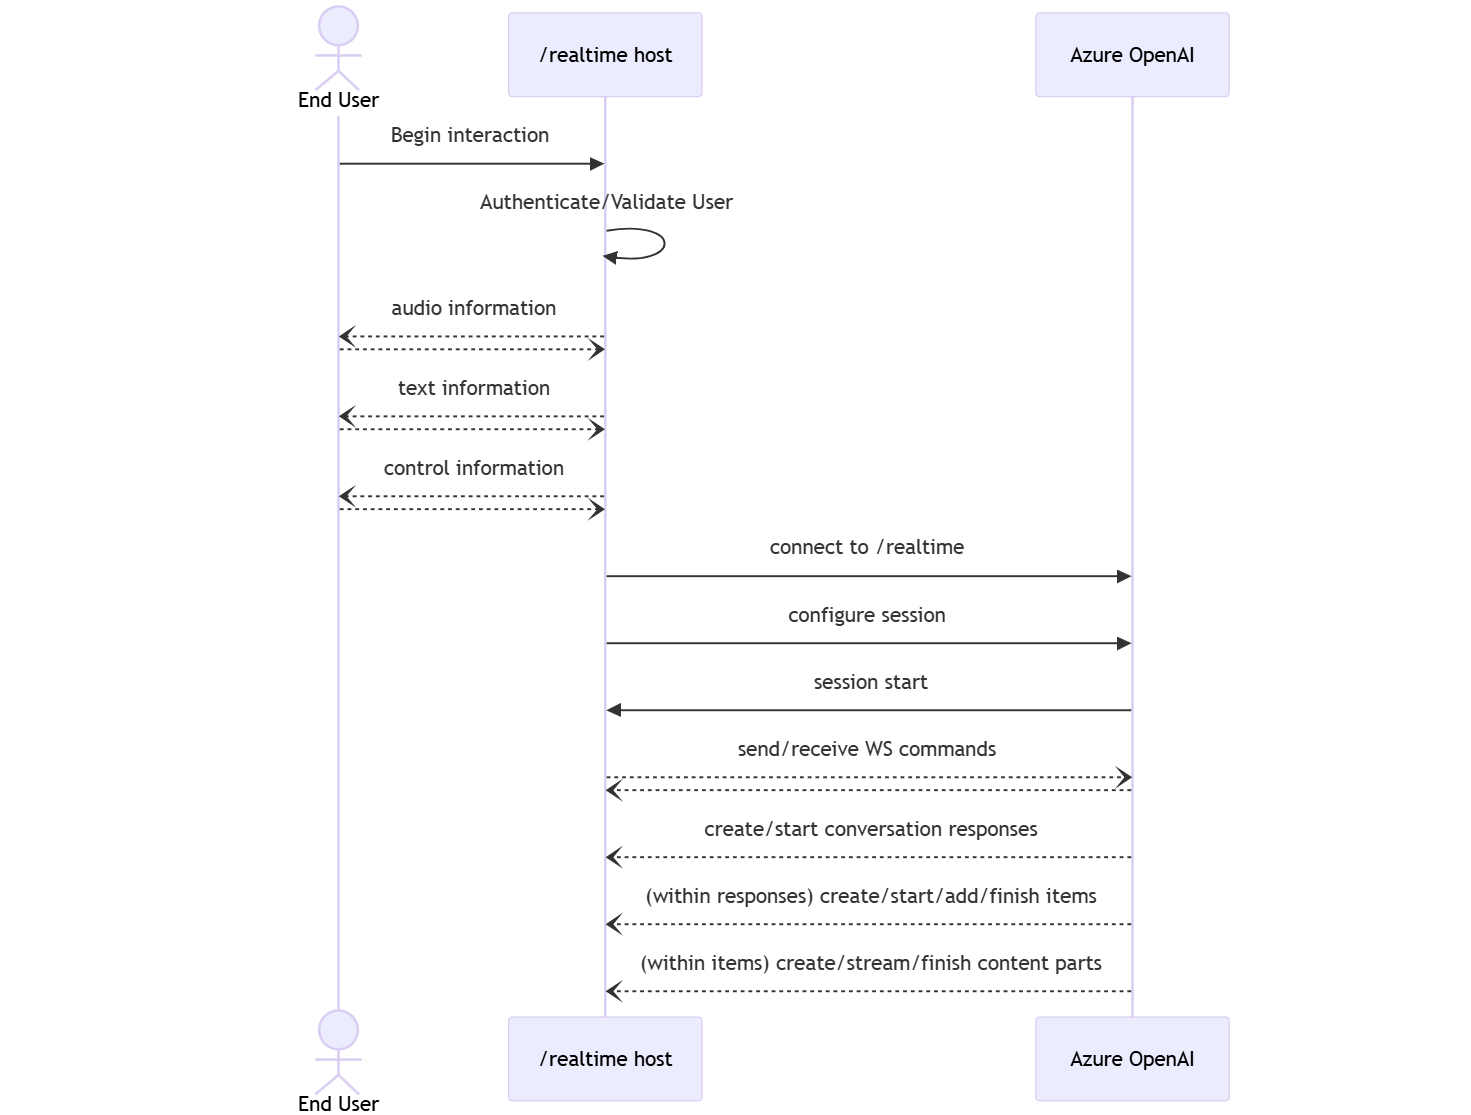 /realtime host
Azure OpenAI
End User
Begin interaction
Authenticate/Validate User
audio information
text information
control information
connect to /realtime
configure session
session start
send/receive WS commands
create/start conversation responses
(within responses) create/start/add/finish items
(within items) create/stream/finish content parts
/realtime host
Azure OpenAI
End User